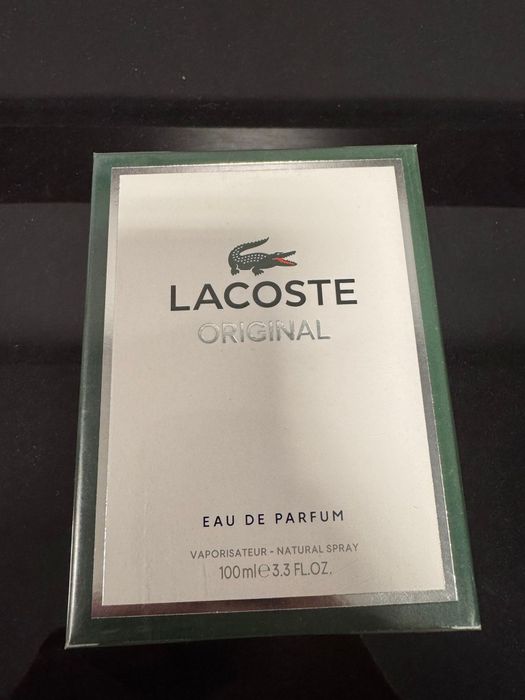 LACOSTE
ORIGINAL
EAU DE PARFUM
VAPORISATEUR - NATURAL SPRAY
100ml℮3.3 FL.OZ.